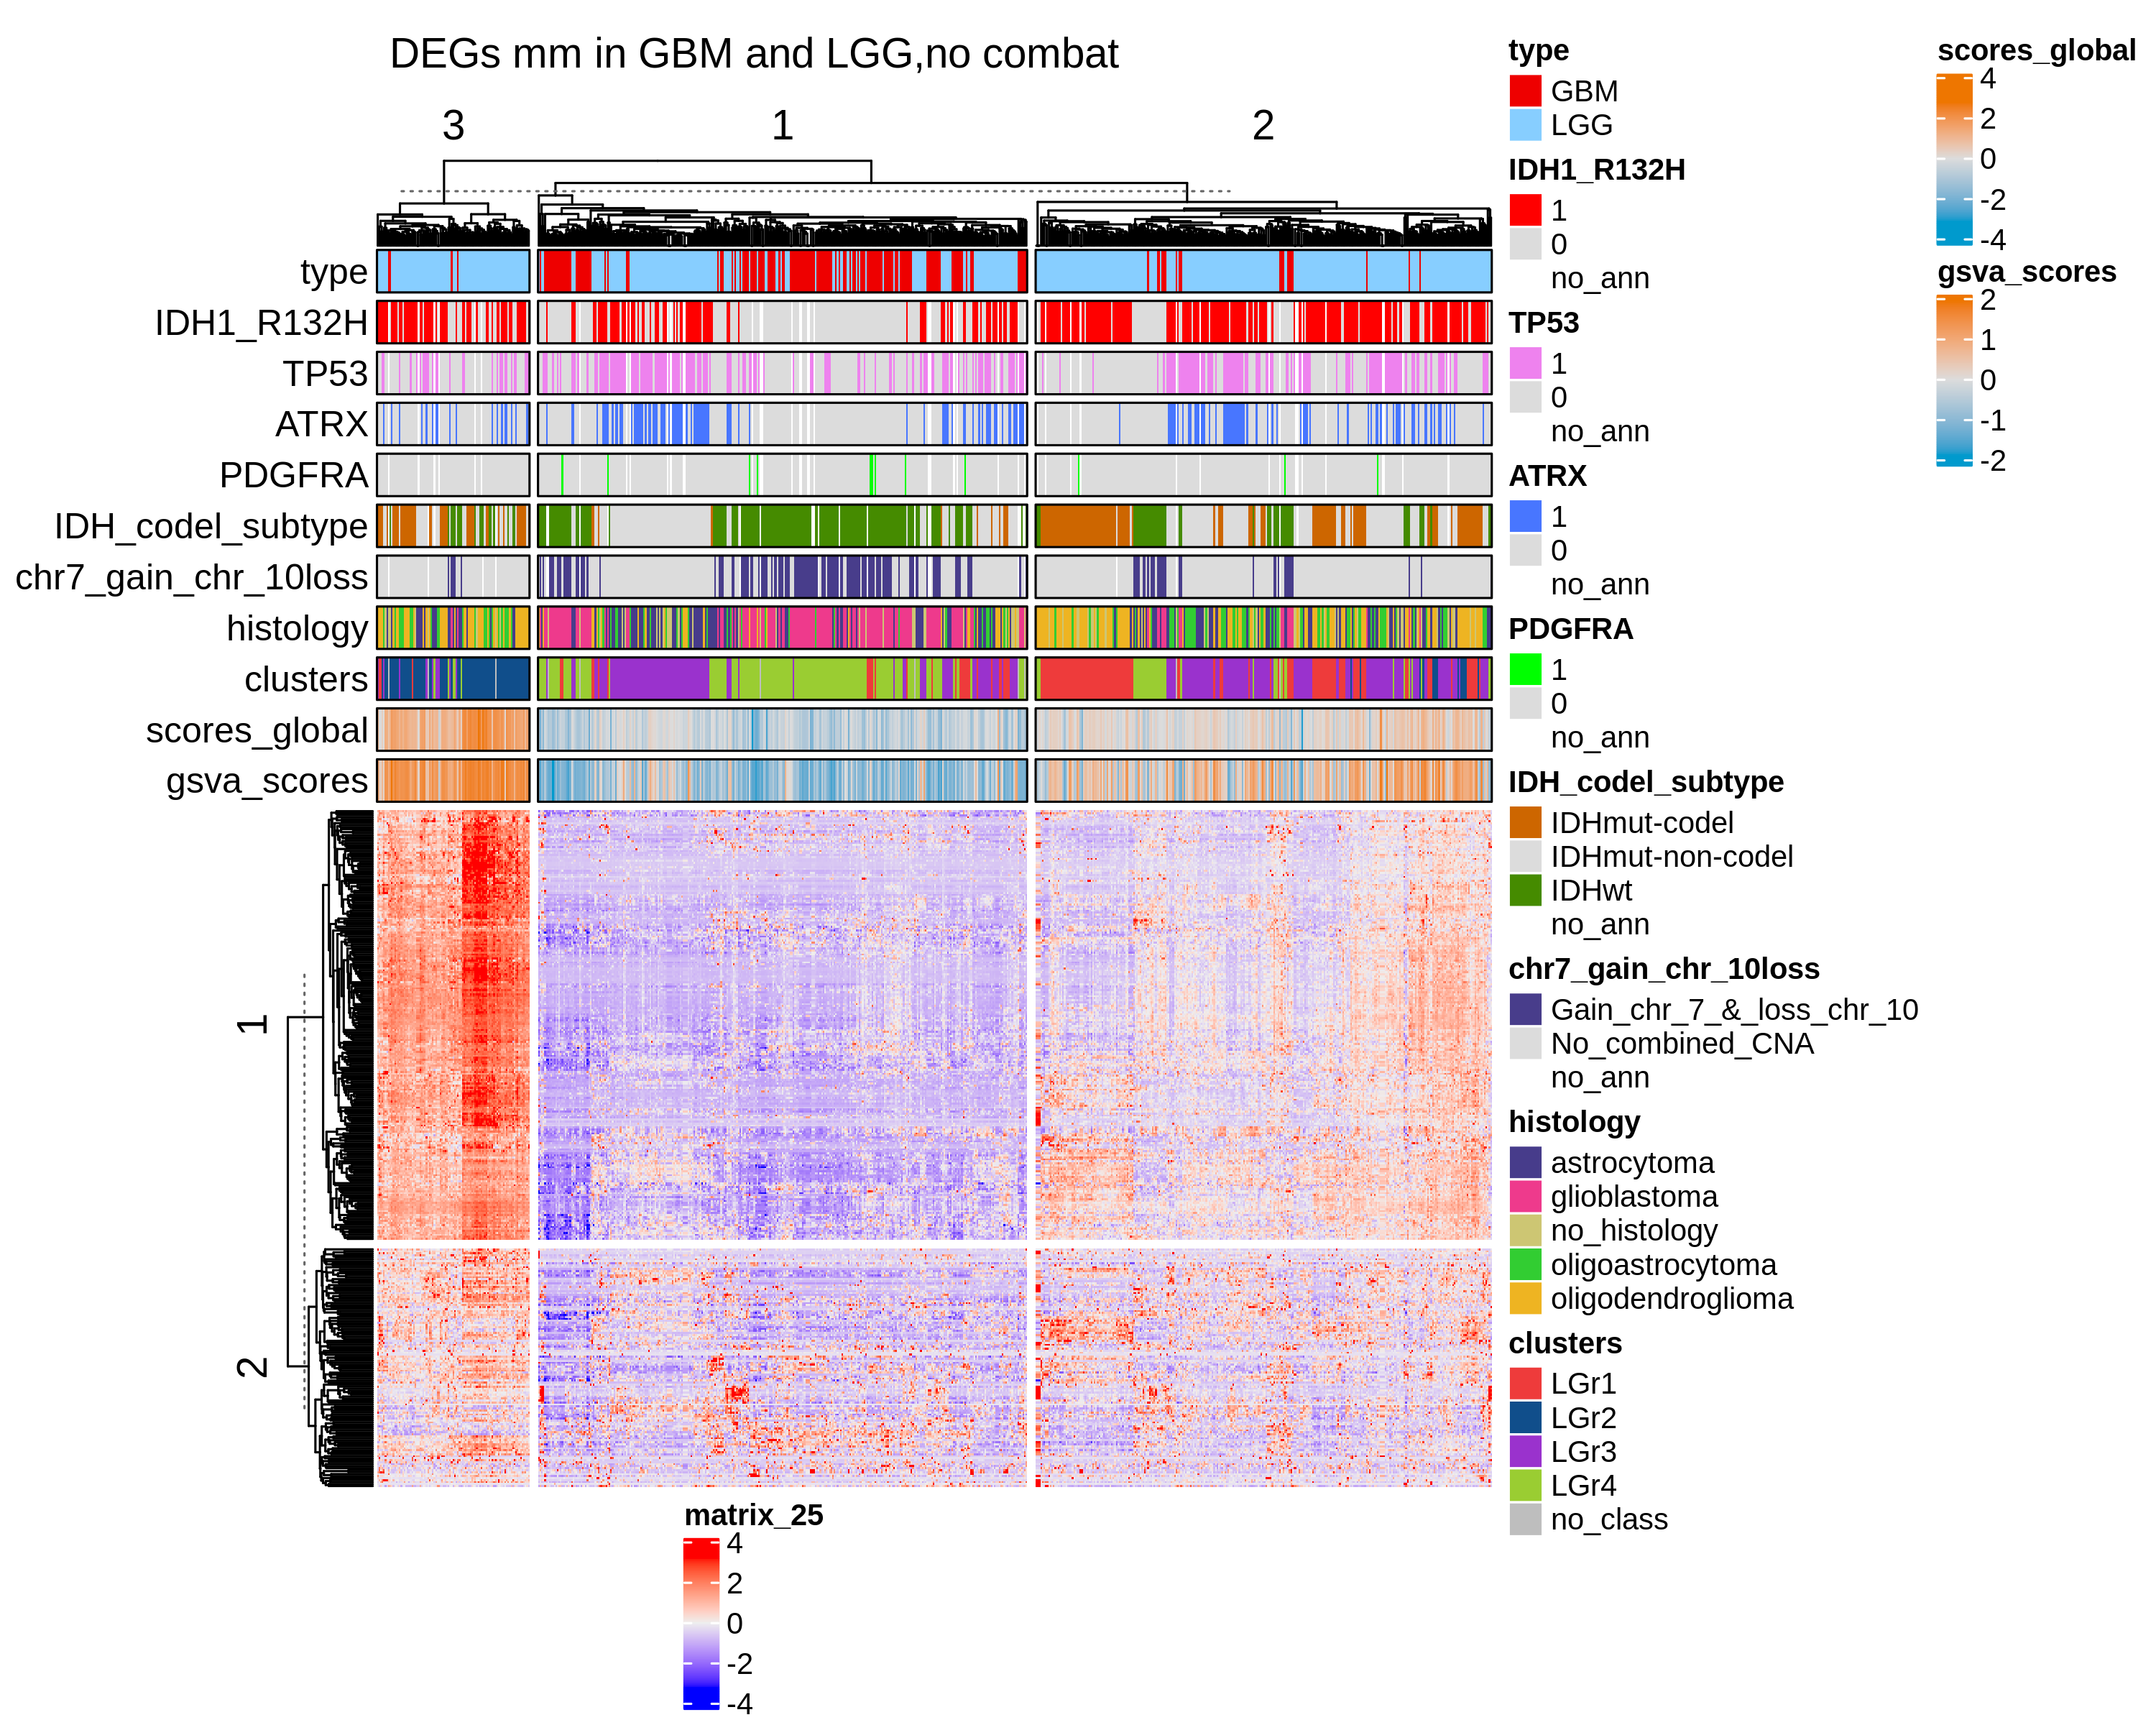 DEGs mm in GBM and LGG,no combat
3
1
2
type
IDH1_R132H
TP53
ATRX
PDGFRA
IDH_codel_subtype
chr7_gain_chr_10loss
histology
clusters
scores_global
gsva_scores
1
2
matrix_25
4
2
0
-2
-4
type
GBM
LGG
IDH1_R132H
1
0
no_ann
TP53
1
0
no_ann
ATRX
1
0
no_ann
PDGFRA
1
0
no_ann
IDH_codel_subtype
IDHmut-codel
IDHmut-non-codel
IDHwt
no_ann
chr7_gain_chr_10loss
Gain_chr_7_&_loss_chr_10
No_combined_CNA
no_ann
histology
astrocytoma
glioblastoma
no_histology
oligoastrocytoma
oligodendroglioma
clusters
LGr1
LGr2
LGr3
LGr4
no_class
scores_global
4
2
0
-2
-4
gsva_scores
2
1
0
-1
-2